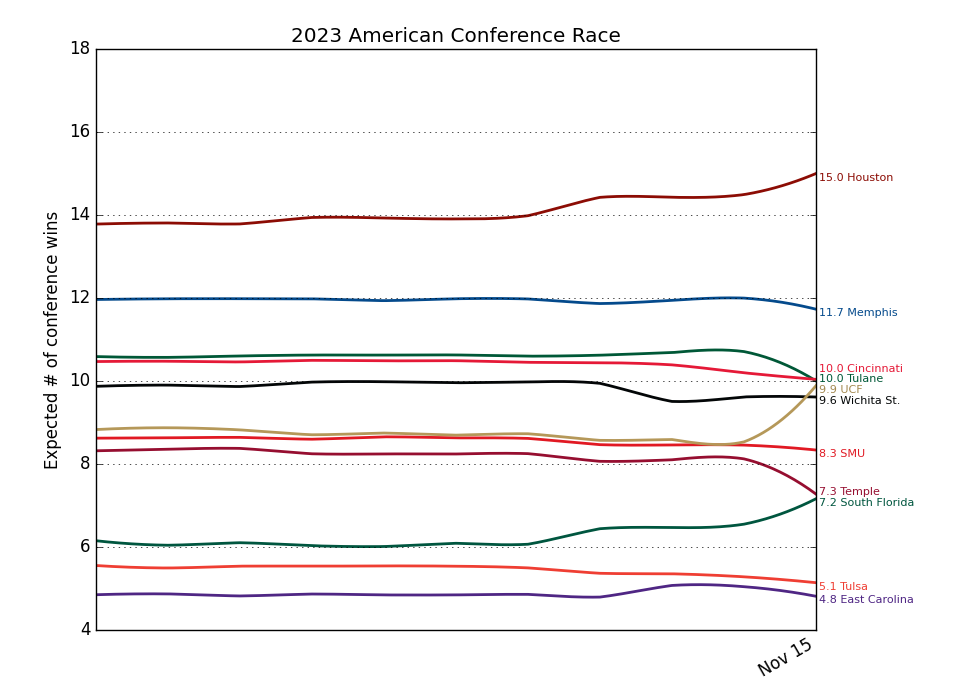 2023 American Conference Race
Expected # of conference wins
18
16
14
12
10
8
6
4
15.0 Houston
11.7 Memphis
10.0 Cincinnati
10.0 Tulane
9.9 UCF
9.6 Wichita St.
8.3 SMU
7.3 Temple
7.2 South Florida
5.1 Tulsa
4.8 East Carolina
Nov 15